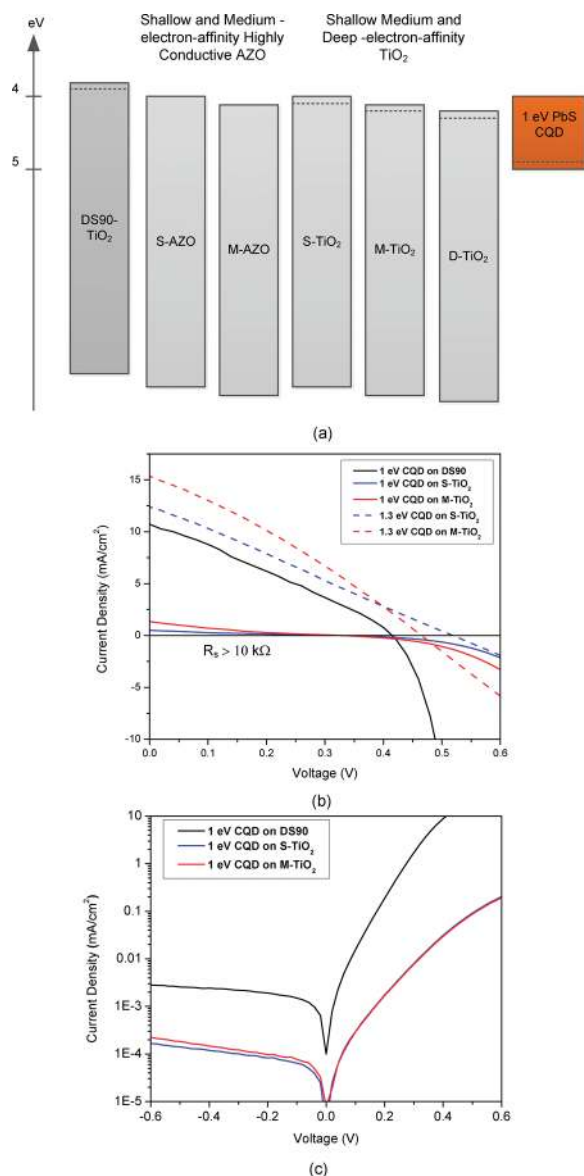 eV
Shallow and Medium -
electron-affinity Highly
Conductive AZO
Shallow Medium and
Deep -electron-affinity
TiO2
4
5
DS90-
TiO2
S-AZO
M-AZO
S-TiO2
M-TiO2
D-TiO2
1 eV PbS
CQD
(a)
15
10
5
0
-5
-10
Current Density (mA/cm2)
1 eV CQD on DS90
1 eV CQD on S-TiO2
1 eV CQD on M-TiO2
1.3 eV CQD on S-TiO2
1.3 eV CQD on M-TiO2
Rs > 10 kΩ
0.0 0.1 0.2 0.3 0.4 0.5 0.6
Voltage (V)
(b)
10
1
0.1
0.01
1E-3
1E-4
1E-5
Current Density (mA/cm2)
1 eV CQD on DS90
1 eV CQD on S-TiO2
1 eV CQD on M-TiO2
-0.6 -0.4 -0.2 0.0 0.2 0.4 0.6
Voltage (V)
(c)